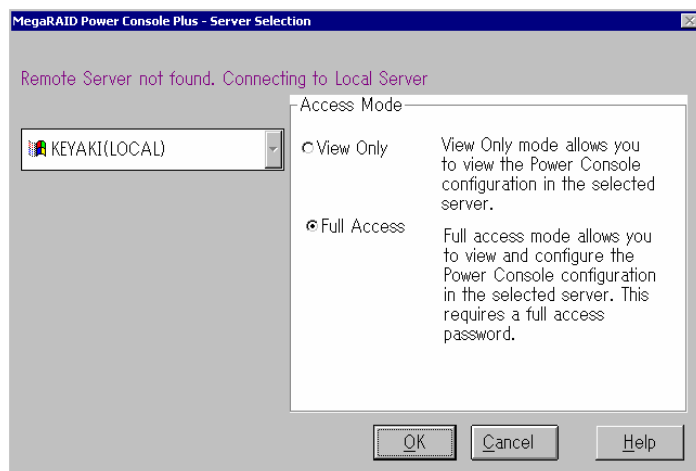 MegaRAID Power Console Plus - Server Selection
Remote Server not found. Connecting to Local Server
KEYAKI(LOCAL)
Access Mode
View Only
View Only mode allows you
to view the Power Console
configuration in the selected
server.
Full Access
Full access mode allows you
to view and configure the
Power Console configuration
in the selected server. This
requires a full access
password.
OK
Cancel
Help